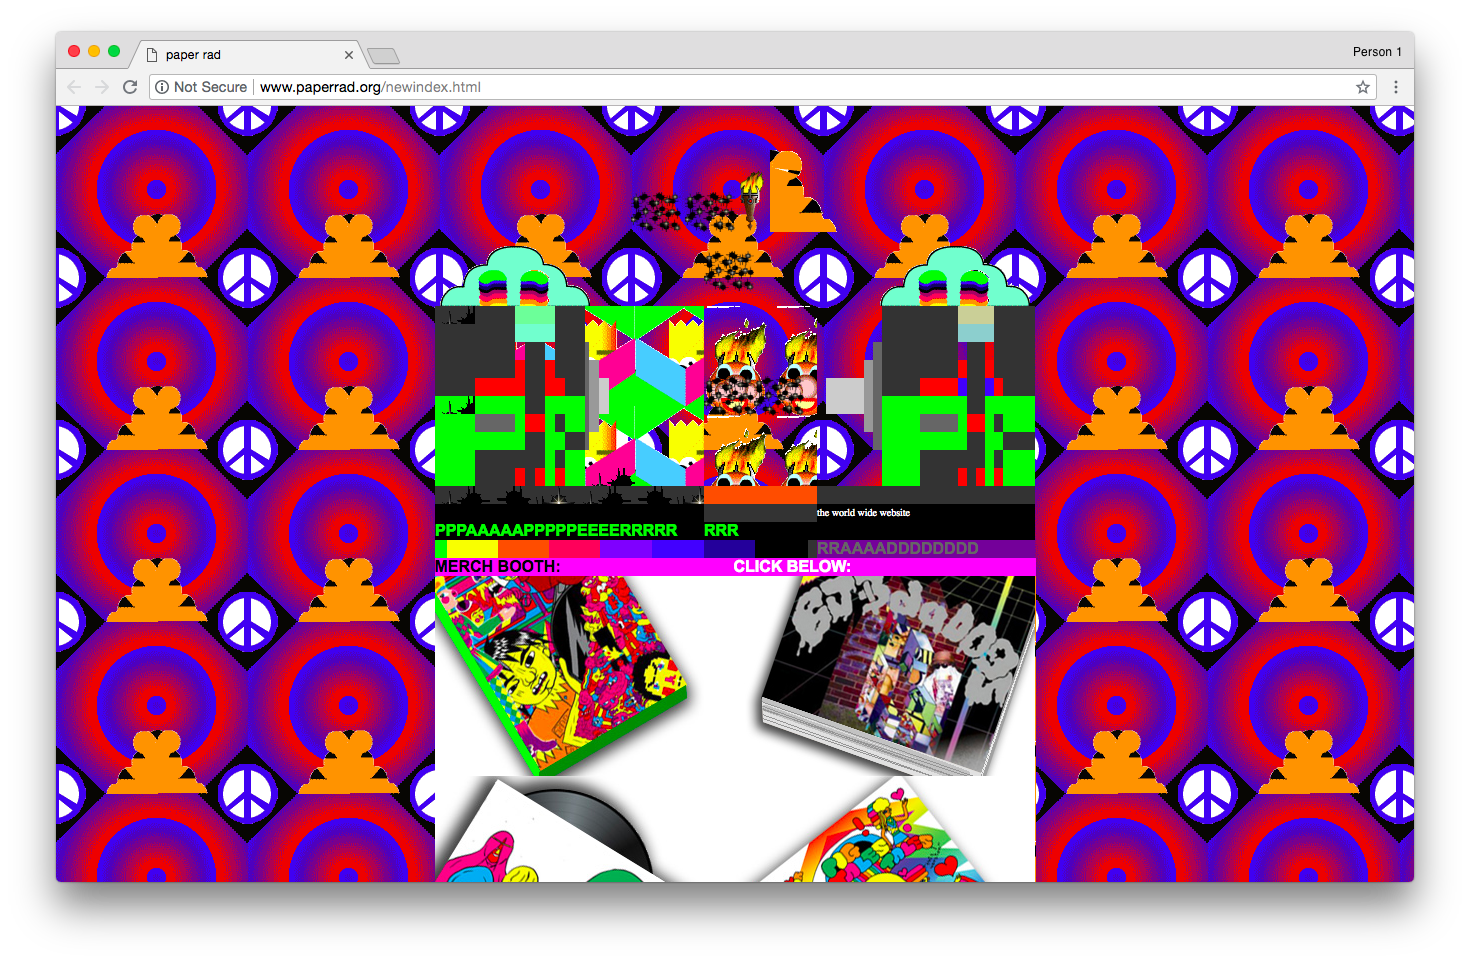 paper rad
Person 1
Not Secure www.paperrad.org/newindex.html
the world wide website
PPPAAAAAPPPPPEEEERRRRR RRR
RRAAAADDDDDDDD
MERCH BOOTH: CLICK BELOW: